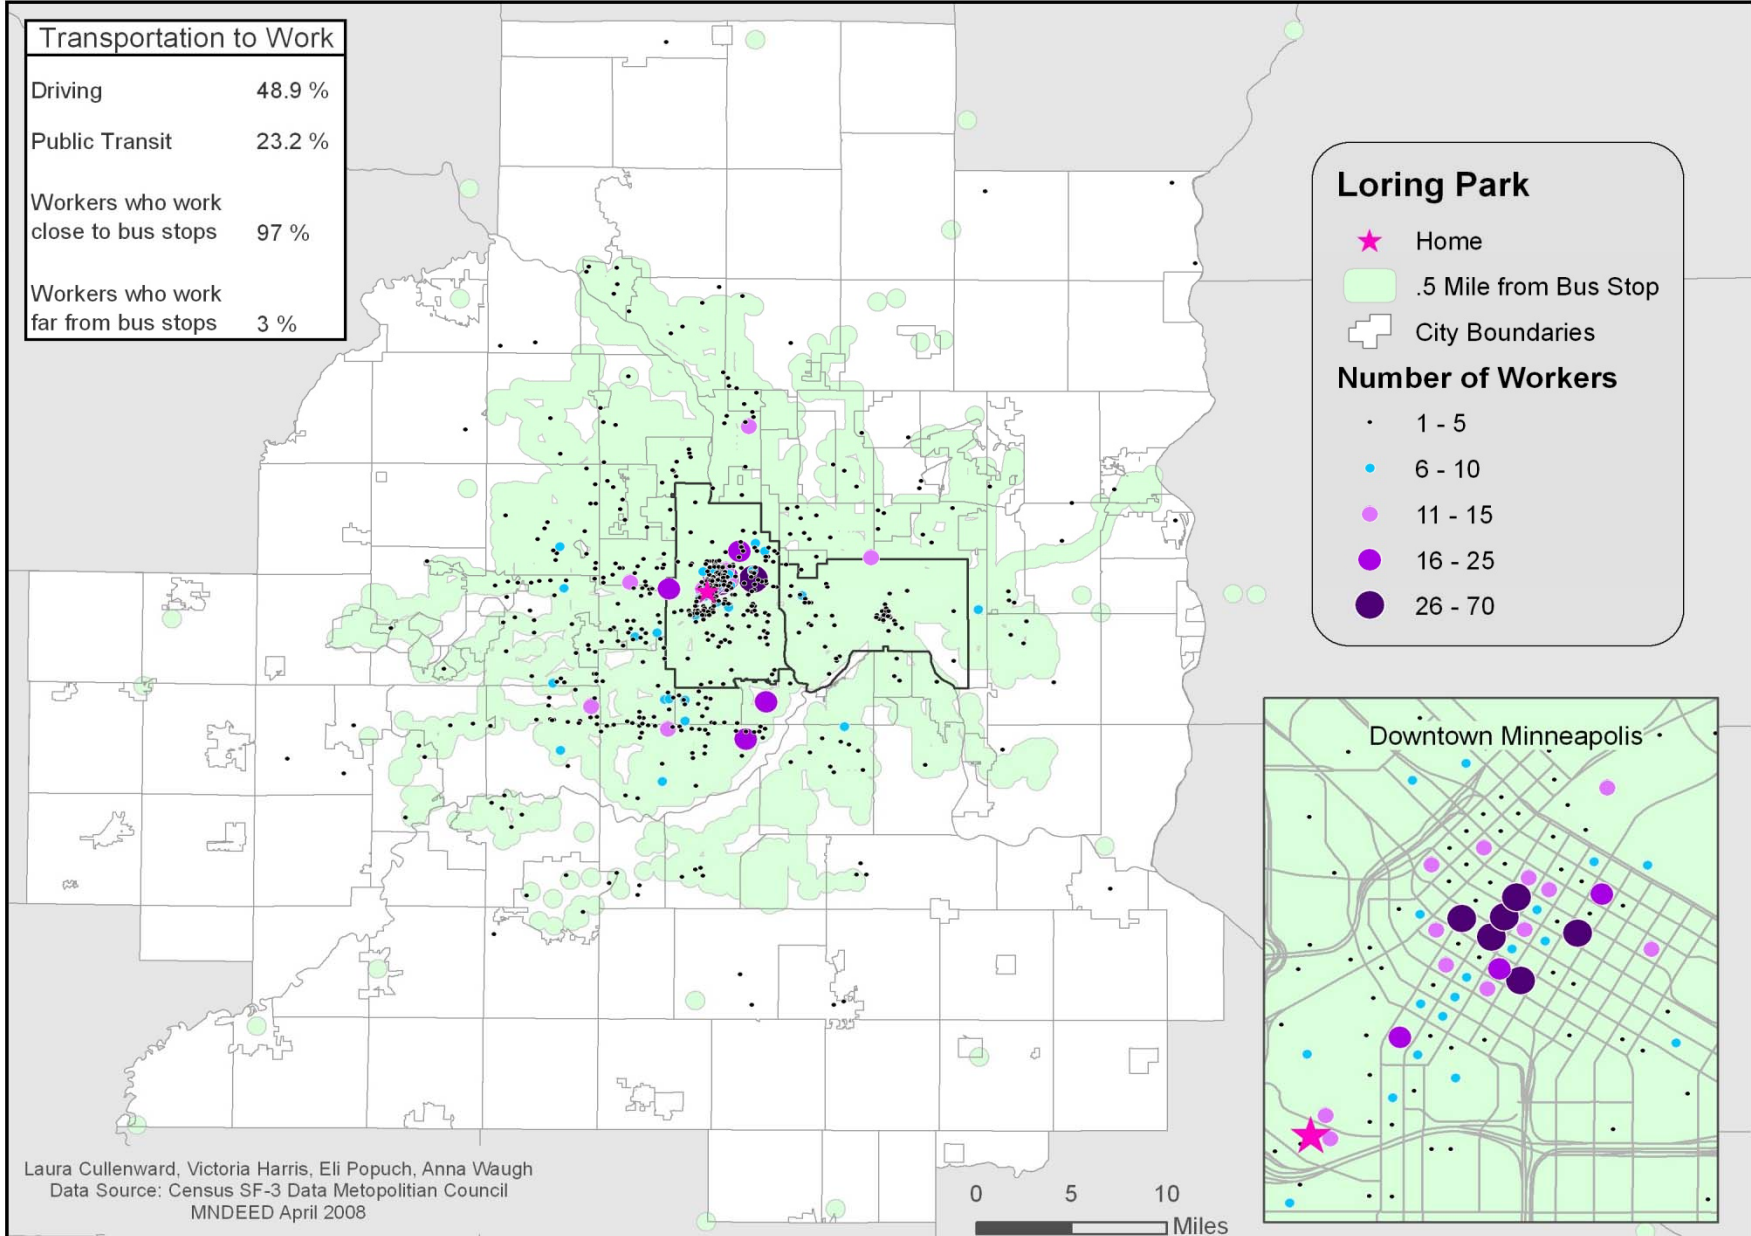 Transportation to Work
Driving 48.9 %
Public Transit 23.2 %
Workers who work
close to bus stops 97 %
Workers who work
far from bus stops 3 %
Loring Park
Home
.5 Mile from Bus Stop
City Boundaries
Number of Workers
1 - 5
6 - 10
11 - 15
16 - 25
26 - 70
Downtown Minneapolis
Laura Cullenward, Victoria Harris, Eli Popuch, Anna Waugh
Data Source: Census SF-3 Data Metopolitian Council
MNDEED April 2008
0 5 10
Miles